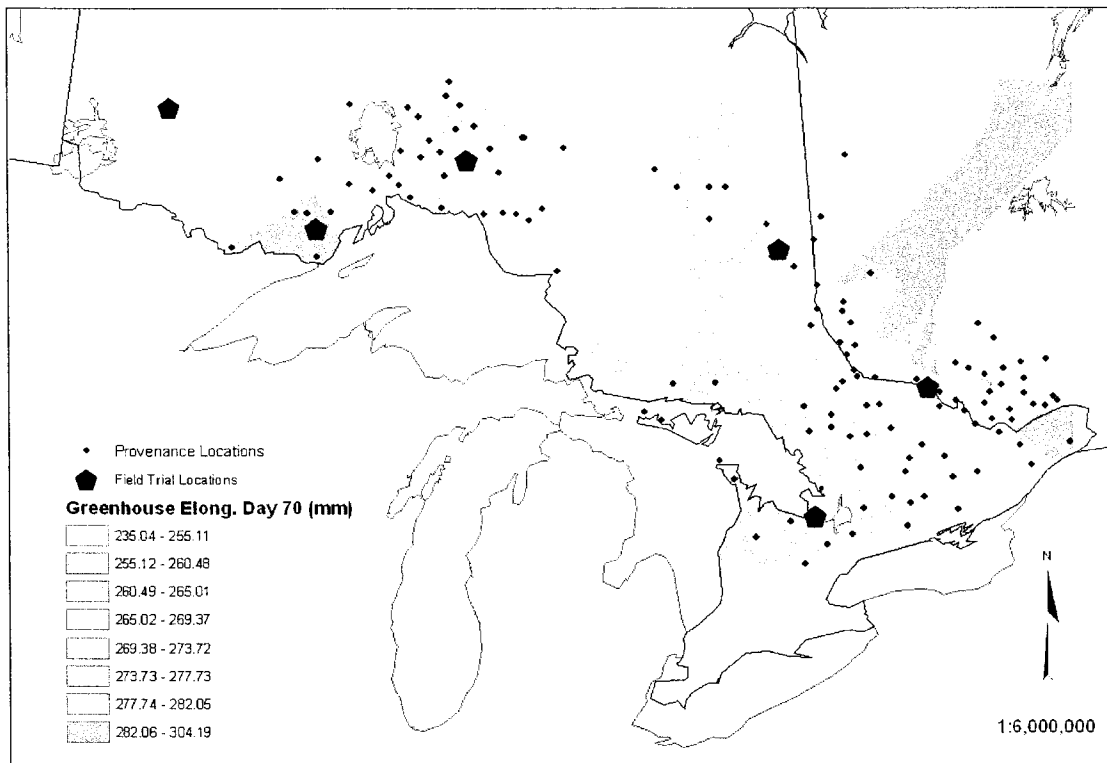 Provenance Locations
Field Trial Locations
Greenhouse Elong. Day 70 (mm)
235.04 - 255.11
255.12 - 260.48
260.49 - 265.01
265.02 - 269.37
269.38 - 273.72
273.73 - 277.73
277.74 - 282.05
282.06 - 304.19
N
1:6,000,000